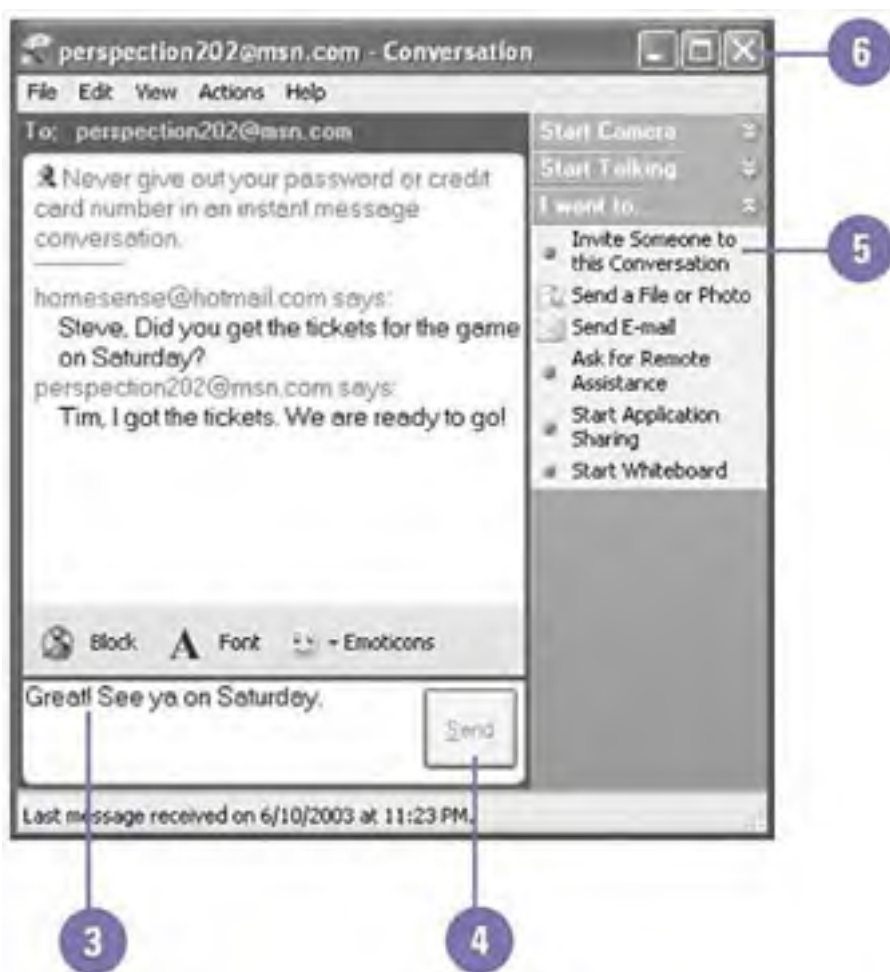 perspection202@msn.com - Conversation
6
File Edit View Actions Help
To: perspection202@msn.com
Never give out your password or credit
card number in an instant message
conversation.
homesense@hotmail.com says:
Steve, Did you get the tickets for the game
on Saturday?
perspection202@msn.com says:
Tim, I got the tickets. We are ready to go!
Start Camera
Start Talking
I want to...
Invite Someone to
this Conversation
5
Send a File or Photo
Send E-mail
Ask for Remote
Assistance
Start Application
Sharing
Start Whiteboard
Block A Font Emoticons
Great! See ya on Saturday.
Send
Last message received on 6/10/2003 at 11:23 PM.
3
4